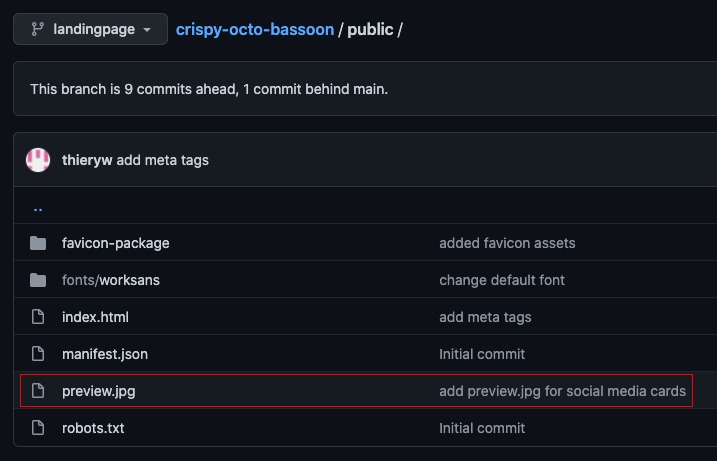 landingpage crispy-octo-bassoon / public /
This branch is 9 commits ahead, 1 commit behind main.
thieryw add meta tags
..
favicon-package added favicon assets
fonts/worksans change default font
index.html add meta tags
manifest.json Initial commit
preview.jpg add preview.jpg for social media cards
robots.txt Initial commit